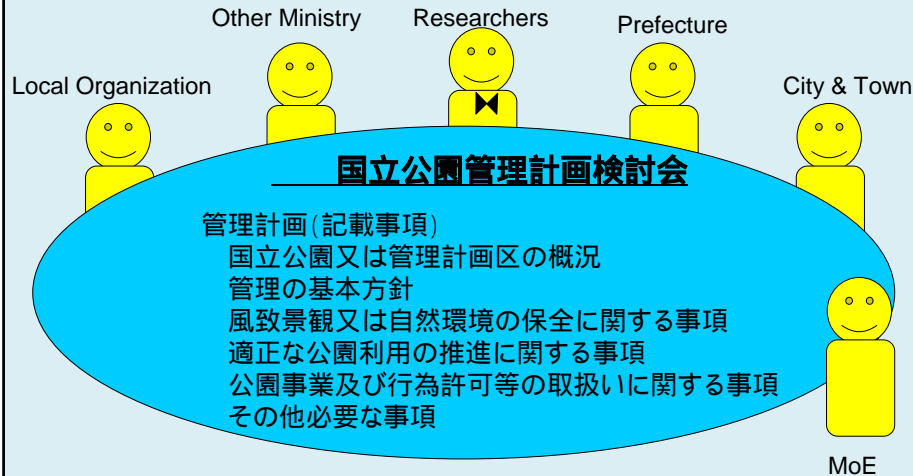 Other Ministry
Researchers
Prefecture
Local Organization
City & Town
国立公園管理計画検討会
管理計画(記載事項)
国立公園又は管理計画区の概況
管理の基本方針
風致景観又は自然環境の保全に関する事項
適正な公園利用の推進に関する事項
公園事業及び行為許可等の取扱いに関する事項
その他必要な事項
MoE